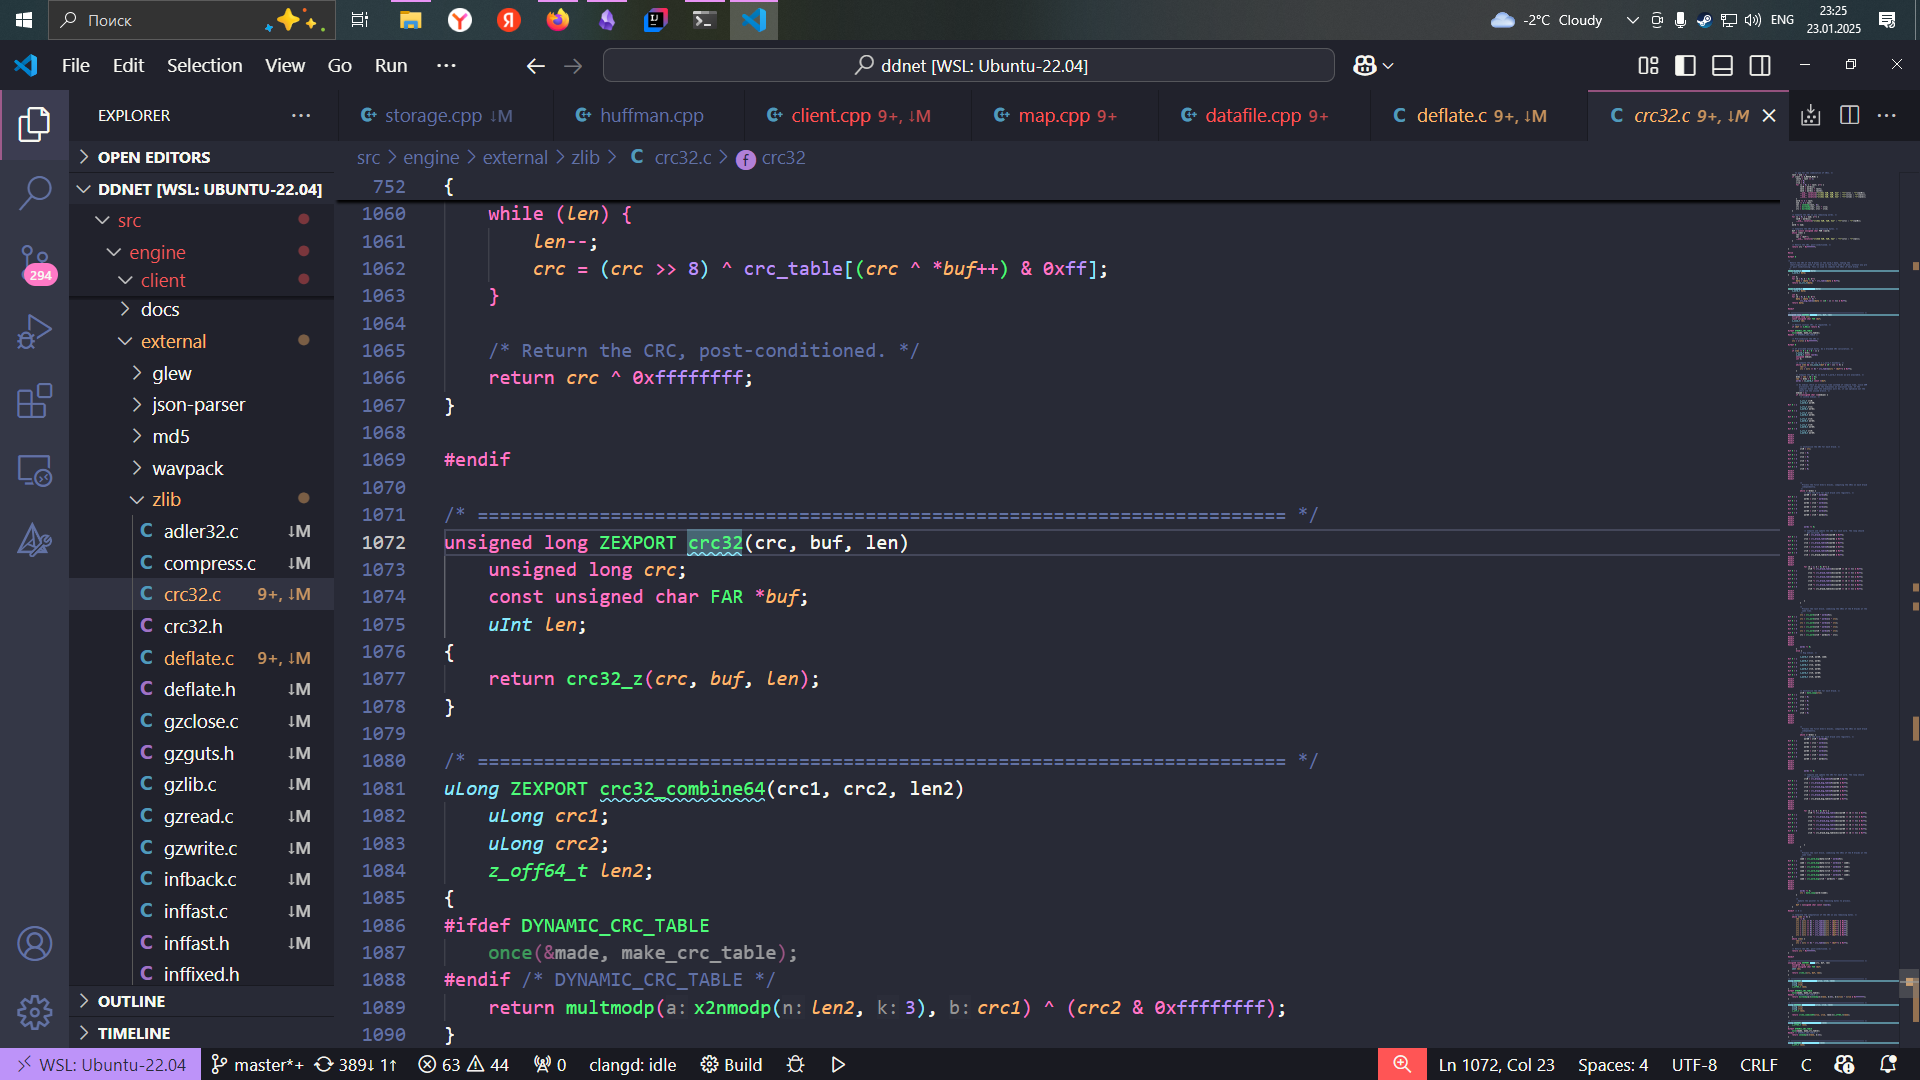 Поиск
-2°C Cloudy
ENG
23:25
23.01.2025
File Edit Selection View Go Run ···
ddnet [WSL: Ubuntu-22.04]
EXPLORER ···
storage.cpp ↓M
huffman.cpp
client.cpp 9+, ↓M
map.cpp 9+
datafile.cpp 9+
C deflate.c 9+, ↓M
C crc32.c 9+, ↓M
src > engine > external > zlib > C crc32.c > f crc32
OPEN EDITORS
DDNET [WSL: UBUNTU-22.04]
src
engine
client
docs
external
glew
json-parser
md5
wavpack
zlib
C adler32.c ↓M
C compress.c ↓M
C crc32.c 9+, ↓M
C crc32.h
C deflate.c 9+, ↓M
C deflate.h ↓M
C gzclose.c ↓M
C gzguts.h ↓M
C gzlib.c ↓M
C gzread.c ↓M
C gzwrite.c ↓M
C infback.c ↓M
C inffast.c ↓M
C inffast.h ↓M
C inffixed.h
OUTLINE
TIMELINE
294
752 {
1060 while (len) {
1061 len--;
1062 crc = (crc >> 8) ^ crc_table[(crc ^ *buf++) & 0xff];
1063 }
1064
1065 /* Return the CRC, post-conditioned. */
1066 return crc ^ 0xffffffff;
1067 }
1068
1069 #endif
1070
1071 /* ========================================================================= */
1072 unsigned long ZEXPORT crc32(crc, buf, len)
1073 unsigned long crc;
1074 const unsigned char FAR *buf;
1075 uInt len;
1076 {
1077 return crc32_z(crc, buf, len);
1078 }
1079
1080 /* ========================================================================= */
1081 uLong ZEXPORT crc32_combine64(crc1, crc2, len2)
1082 uLong crc1;
1083 uLong crc2;
1084 z_off64_t len2;
1085 {
1086 #ifdef DYNAMIC_CRC_TABLE
1087 once(&made, make_crc_table);
1088 #endif /* DYNAMIC_CRC_TABLE */
1089 return multmodp(a: x2nmodp(n: len2, k: 3), b: crc1) ^ (crc2 & 0xffffffff);
1090 }
WSL: Ubuntu-22.04 master*+ 389↓ 1↑ 63 44 0 clangd: idle Build Ln 1072, Col 23 Spaces: 4 UTF-8 CRLF C